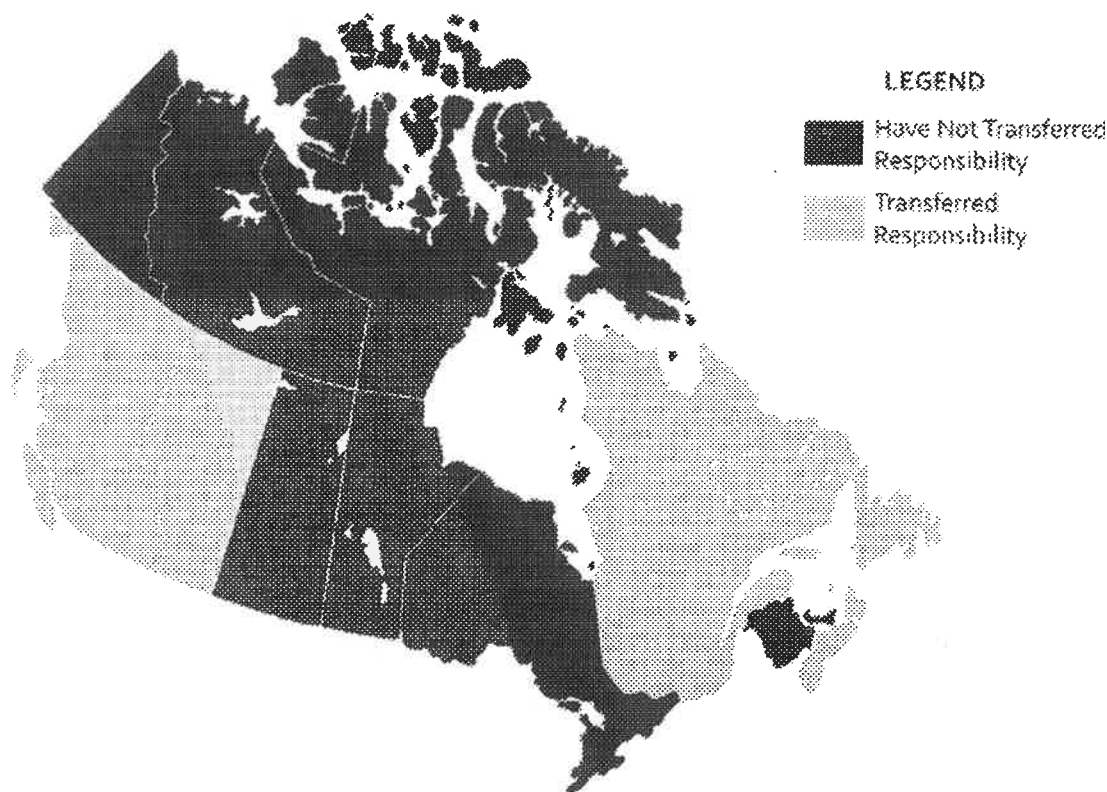 LEGEND
Have Not Transferred
Responsibility
Transferred
Responsibility